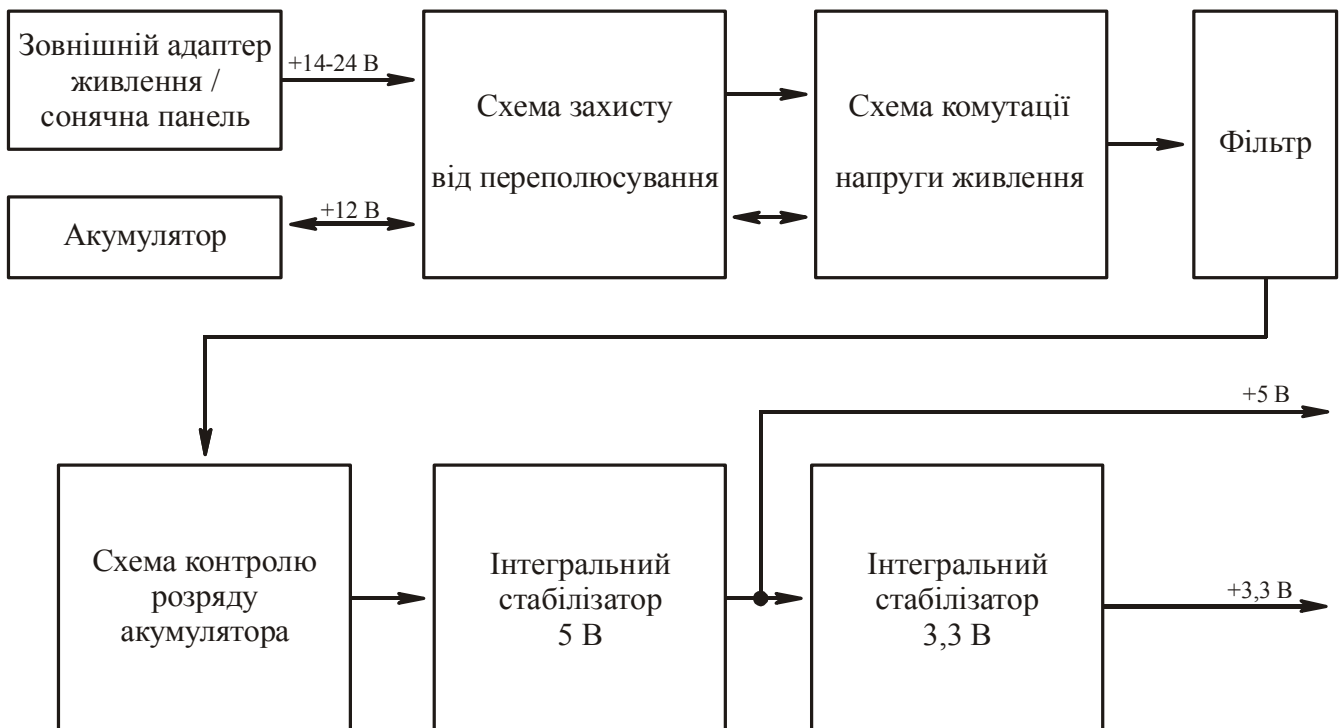 Зовнішній адаптер
живлення /
сонячна панель
+14-24 В
Схема захисту
від переполюсування
Схема комутації
напруги живлення
Фільтр
Акумулятор
+12 В
+5 В
Схема контролю
розряду
акумулятора
Інтегральний
стабілізатор
5 В
Інтегральний
стабілізатор
3,3 В
+3,3 В